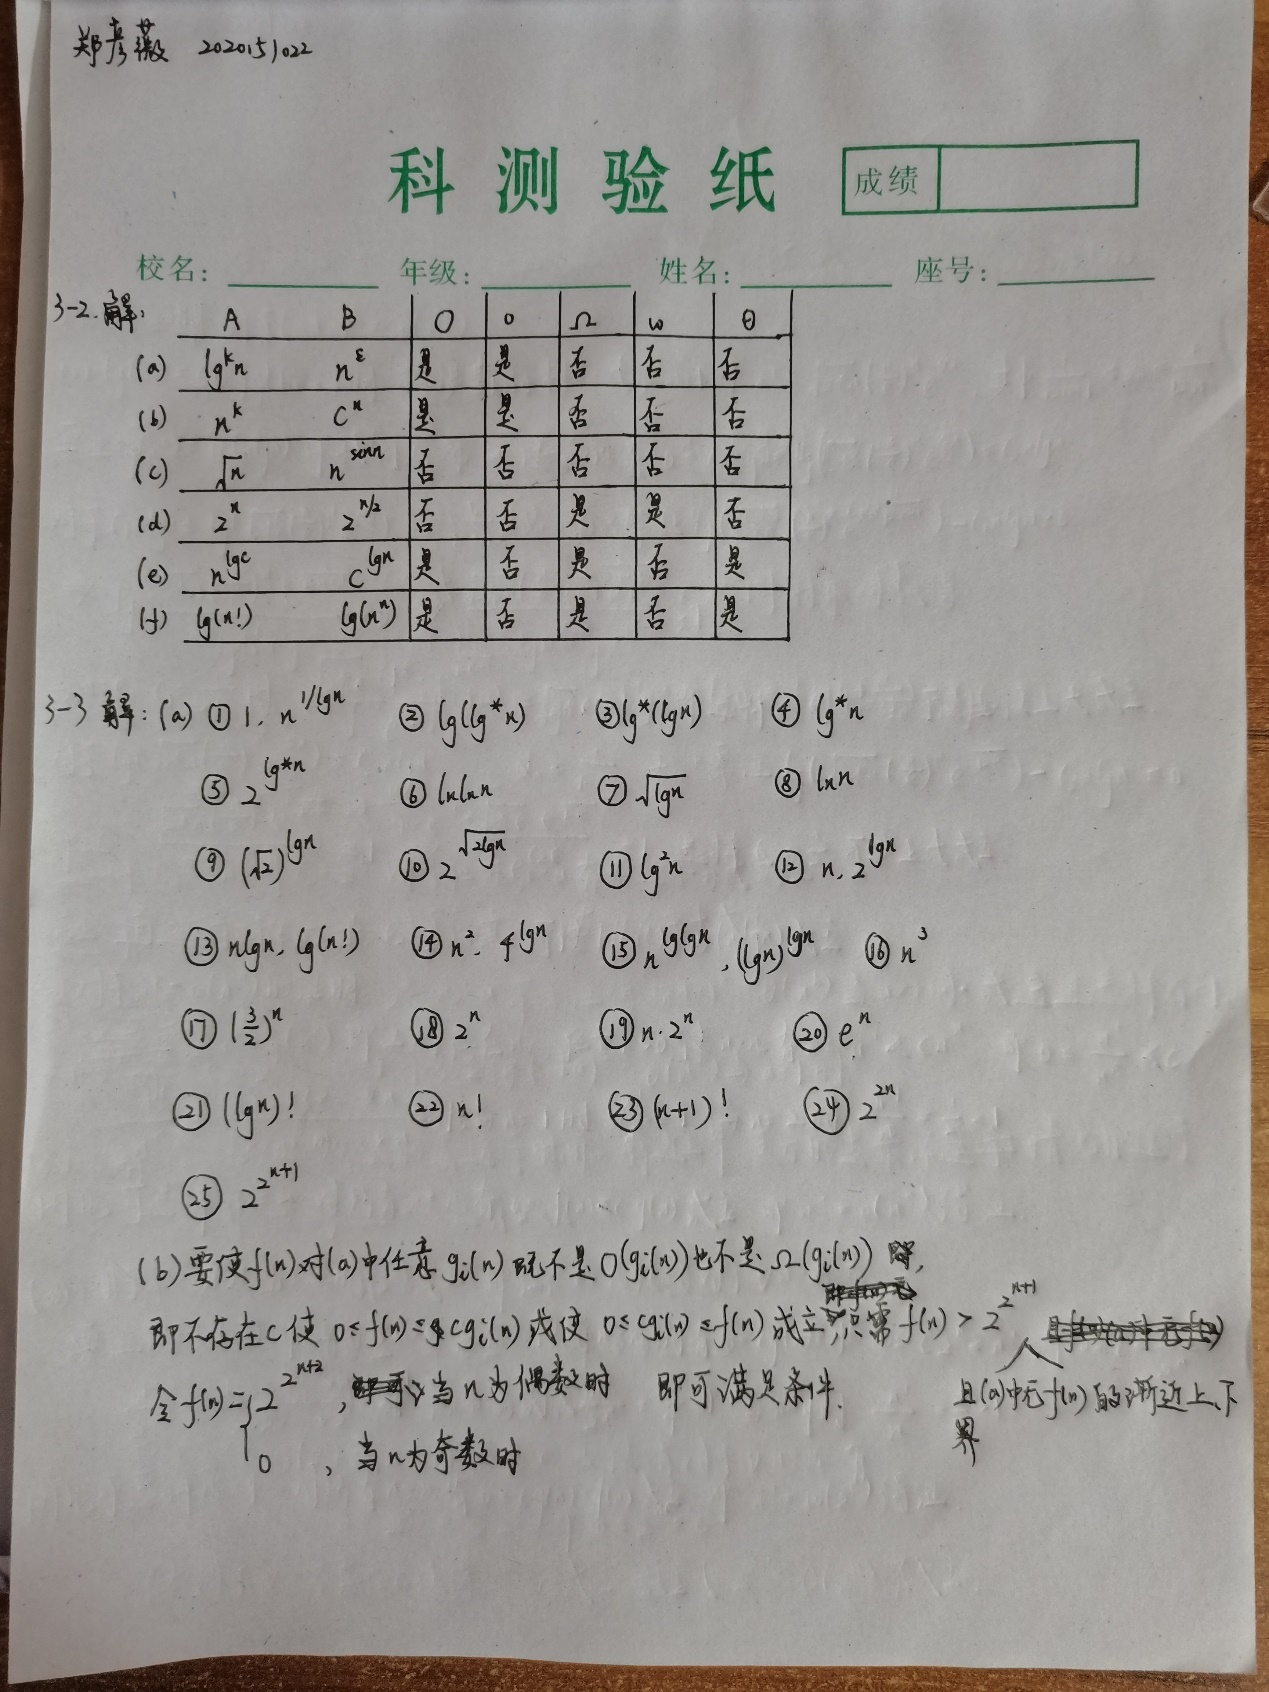 郑彦薇 2020151022
科测验纸 成绩
校名: 年级: 姓名: 座号:
3-2.解: A B O o Ω ω Θ
(a) lg^k n n^ε 是 是 否 否 否
(b) n^k c^n 是 是 否 否 否
(c) √n n^sinn 否 否 否 否 否
(d) 2^n 2^(n/2) 否 否 是 是 否
(e) n^lgc c^lgn 是 否 是 否 是
(f) lg(n!) lg(n^n) 是 否 是 否 是
3-3 解: (a) ① 1. n^(1/lgn) ② lg(lg*n) ③ lg*(lgn) ④ lg*n
⑤ 2^(lg*n) ⑥ lnlnn ⑦ √lgn ⑧ lnn
⑨ (√2)^lgn ⑩ 2^√(2lgn) ⑪ lg²n ⑫ n. 2^lgn
⑬ nlgn. lg(n!) ⑭ n². 4^lgn ⑮ n^lglgn , (lgn)^lgn ⑯ n³
⑰ (3/2)^n ⑱ 2^n ⑲ n·2^n ⑳ e^n
㉑ (lgn)! ㉒ n! ㉓ (n+1)! ㉔ 2^2n
㉕ 2^2^(n+1)
(b)要使f(n)对(a)中任意gi(n)既不是O(gi(n))也不是Ω(gi(n))
即不存在c使 0≤f(n)≤cgi(n)或使 0≤cgi(n)≤f(n)成立 只需f(n)>2^2^(n+1)
且(a)中无f(n)的渐近上、下界
令f(n)={2^2^(n+2) , 当n为偶数时 即可满足条件.
0 , 当n为奇数时